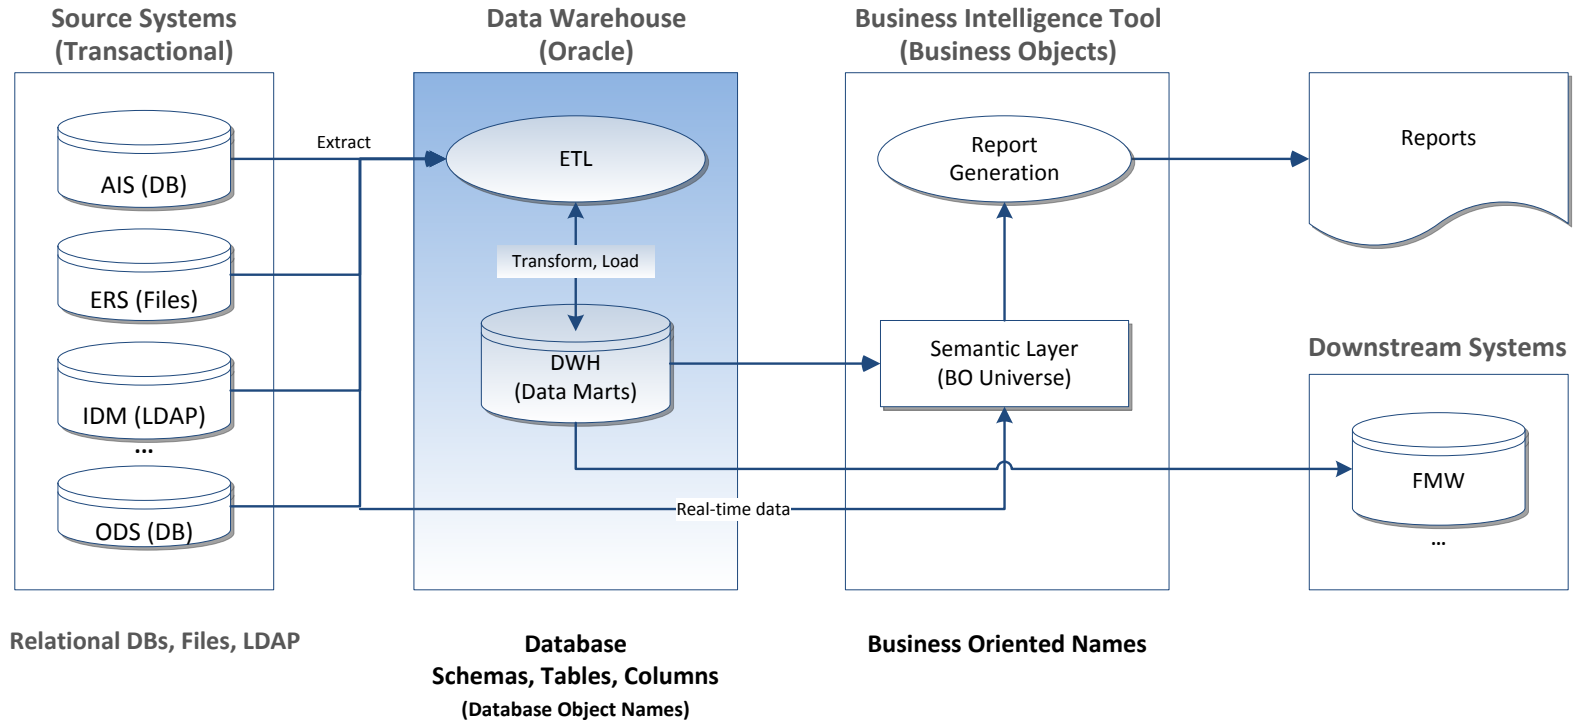 Source Systems
(Transactional)
Data Warehouse
(Oracle)
Business Intelligence Tool
(Business Objects)
AIS (DB)
ERS (Files)
IDM (LDAP)
...
ODS (DB)
Extract
ETL
Transform, Load
DWH
(Data Marts)
Real-time data
Report
Generation
Semantic Layer
(BO Universe)
Reports
Downstream Systems
FMW
...
Relational DBs, Files, LDAP
Database
Schemas, Tables, Columns
(Database Object Names)
Business Oriented Names